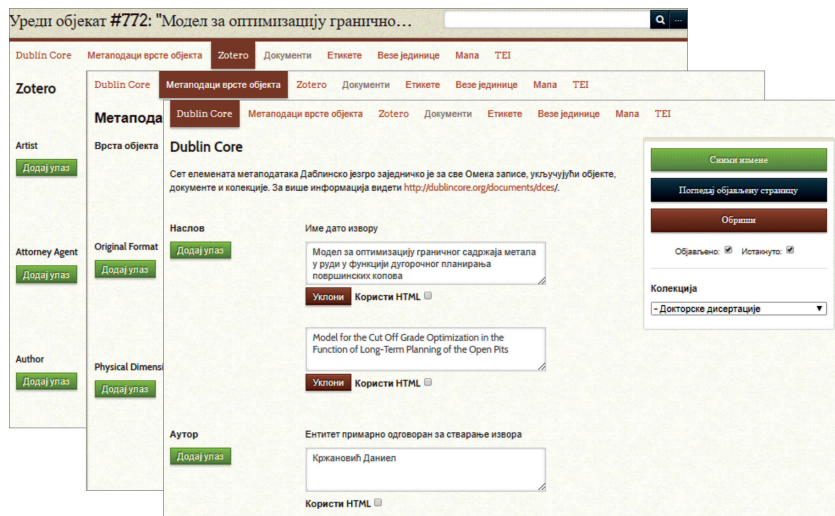 Уреди објекат #772: "Модел за оптимизацију гранично...
...
Dublin Core Метаподаци врсте објекта Zotero Документи Етикете Везе јединице Мапа TEI
Zotero
Artist
Додај улаз
Attorney Agent
Додај улаз
Author
Додај улаз
Dublin Core Метаподаци врсте објекта Zotero Документи Етикете Везе јединице Мапа TEI
Метапода
Врста објекта
Original Format
Додај улаз
Physical Dimensi
Додај улаз
Dublin Core Метаподаци врсте објекта Zotero Документи Етикете Везе јединице Мапа TEI
Dublin Core
Сет елемената метаподатака Даблинско језгро заједничко је за све Омека записе, укључујући објекте,
документе и колекције. За више информација видети http://dublincore.org/documents/dces/.
Наслов
Додај улаз
Име дато извору
Модел за оптимизацију граничног садржаја метала
у руди у функцији дугорочног планирања
површинских копова
Уклони Користи HTML
Model for the Cut Off Grade Optimization in the
Function of Long-Term Planning of the Open Pits
Уклони Користи HTML
Аутор
Додај улаз
Ентитет примарно одговоран за стварање извора
Кржановић Даниел
Користи HTML
Сними измене
Погледај објављену страницу
Обриши
Објављено: Истакнуто:
Колекција
- Докторске дисертације